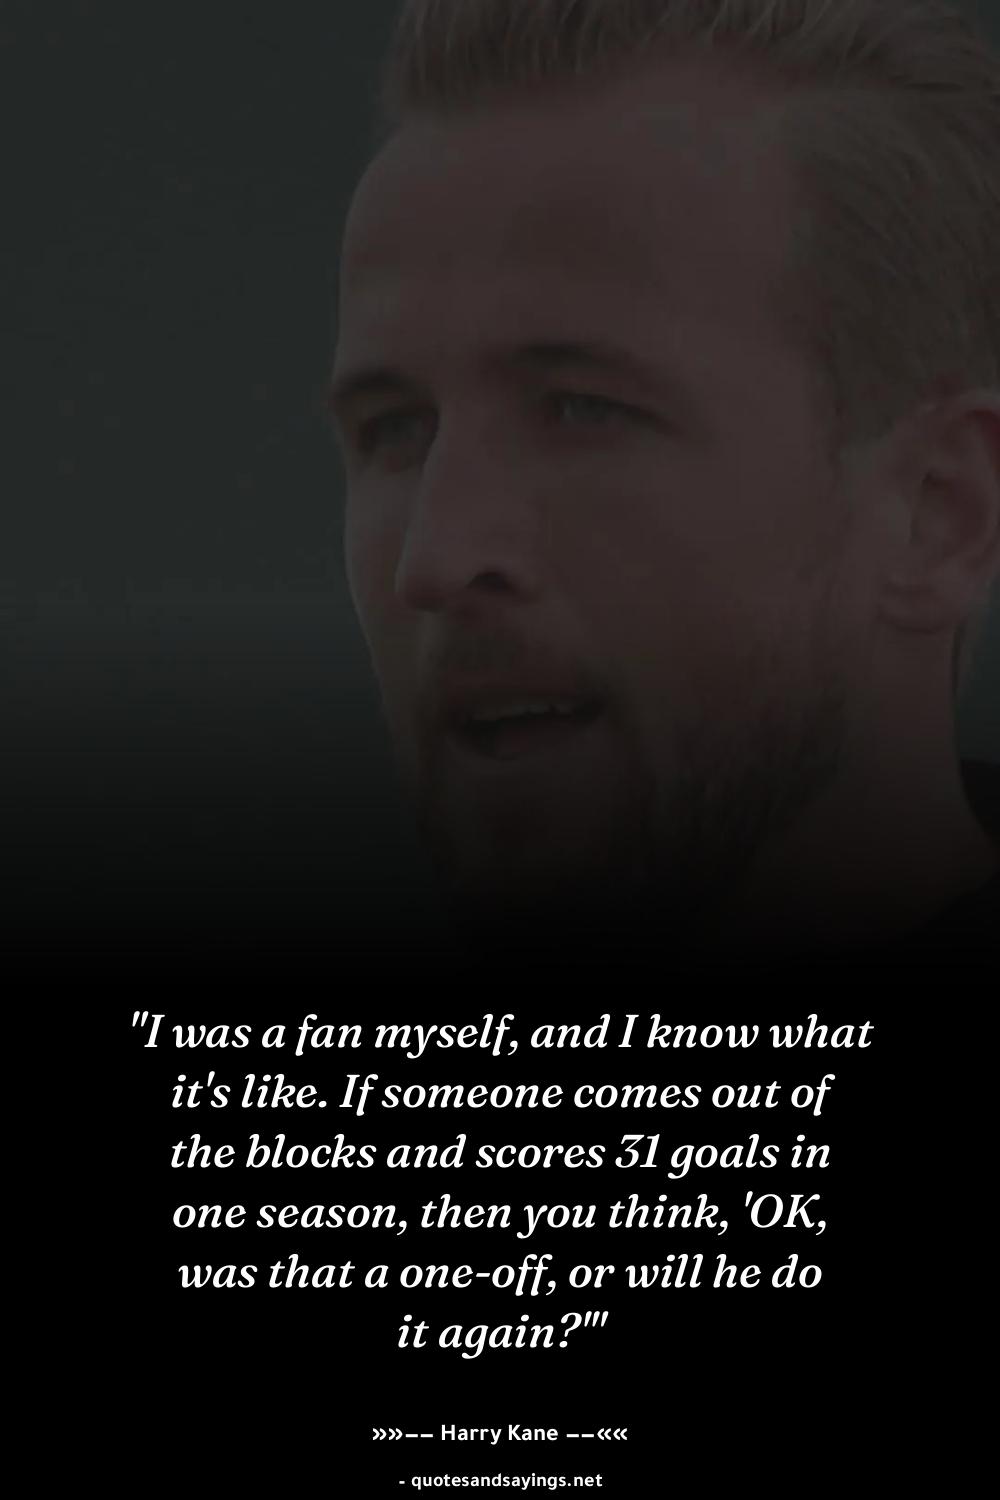 "I was a fan myself, and I know what
it's like. If someone comes out of
the blocks and scores 31 goals in
one season, then you think, 'OK,
was that a one-off, or will he do
it again?'"
»»−− Harry Kane −−««
- quotesandsayings.net